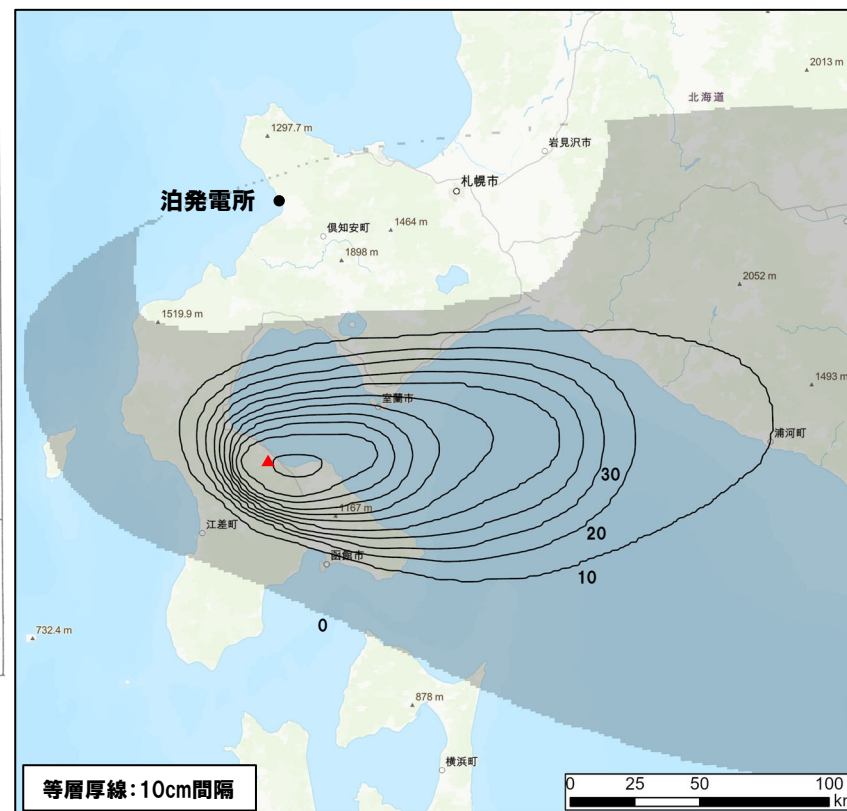 2013 m
北海道
1297.7 m
岩見沢市
札幌市
泊発電所
倶知安町
1464 m
1898 m
2052 m
1519.9 m
1493 m
室蘭市
浦河町
30
1167 m
江差町
20
函館市
10
0
732.4 m
878 m
横浜町
等層厚線:10cm間隔
0 25 50 100
km